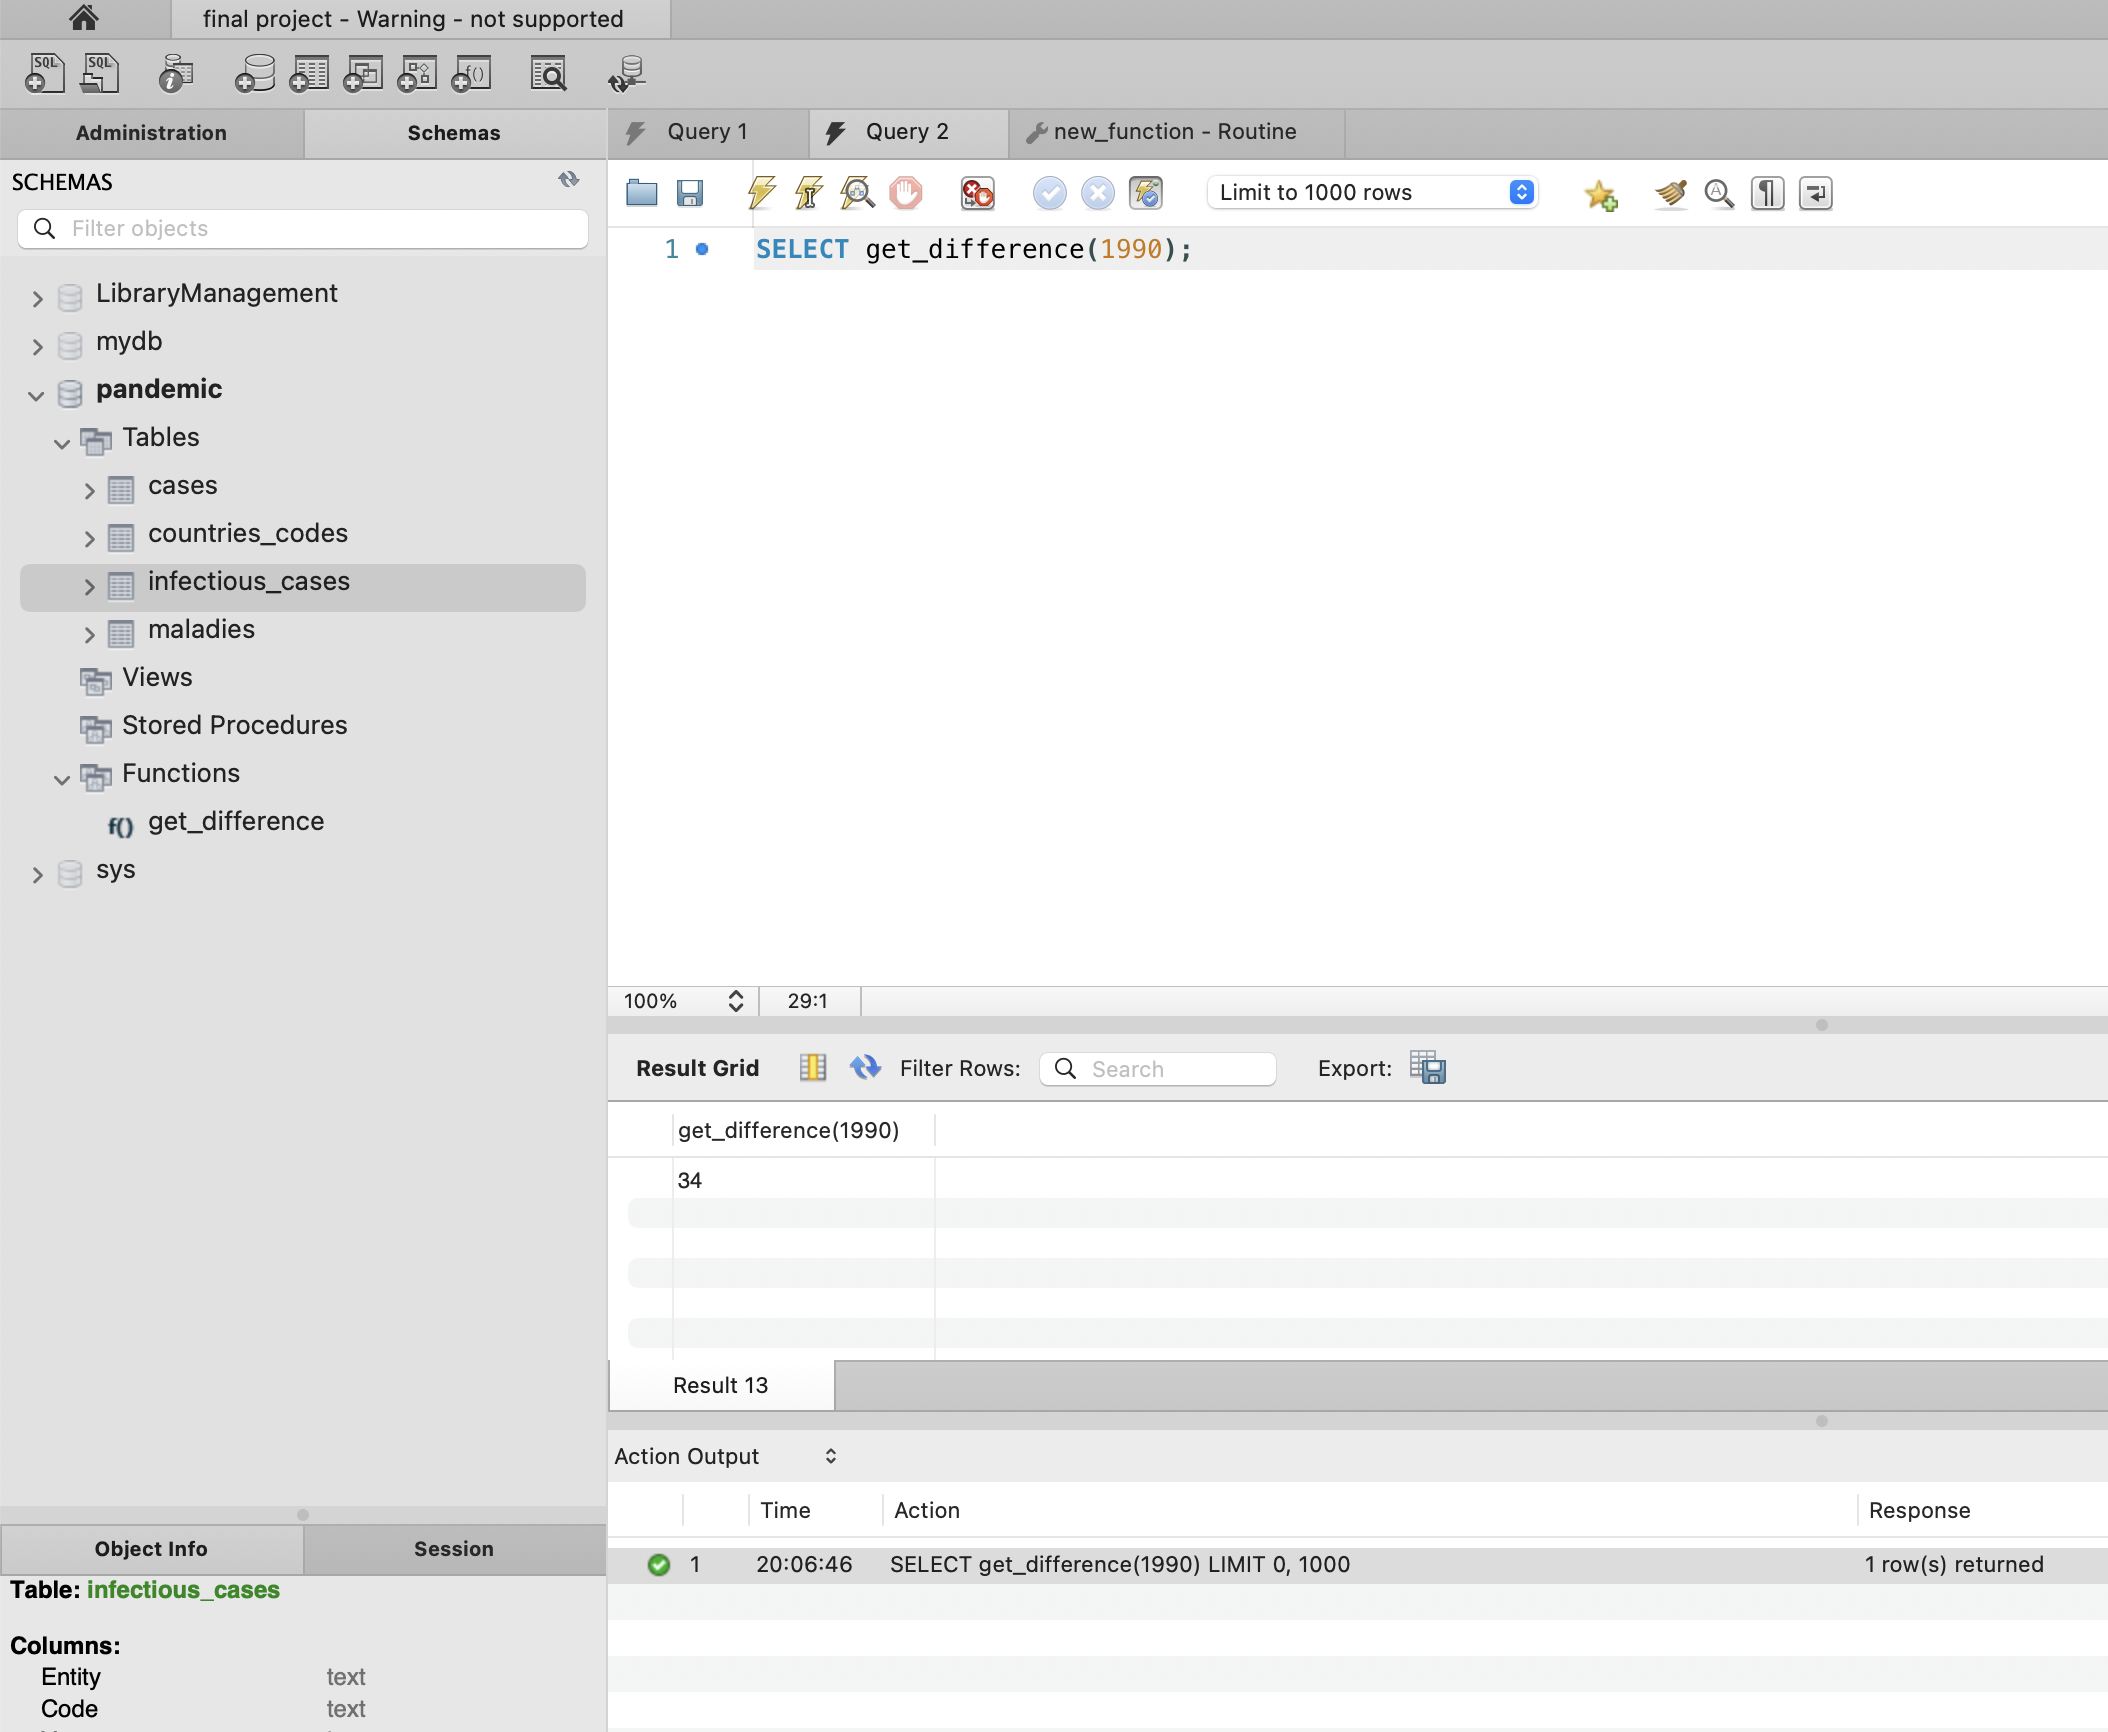 final project - Warning - not supported
SQL SQL
Administration Schemas
Query 1 Query 2 new_function - Routine
SCHEMAS
Filter objects
Limit to 1000 rows
1 SELECT get_difference(1990);
LibraryManagement
mydb
pandemic
Tables
cases
countries_codes
infectious_cases
maladies
Views
Stored Procedures
Functions
f() get_difference
sys
100% 29:1
Result Grid Filter Rows: Search Export:
get_difference(1990)
34
Result 13
Action Output
Time Action Response
1 20:06:46 SELECT get_difference(1990) LIMIT 0, 1000 1 row(s) returned
Object Info Session
Table: infectious_cases
Columns:
Entity text
Code text